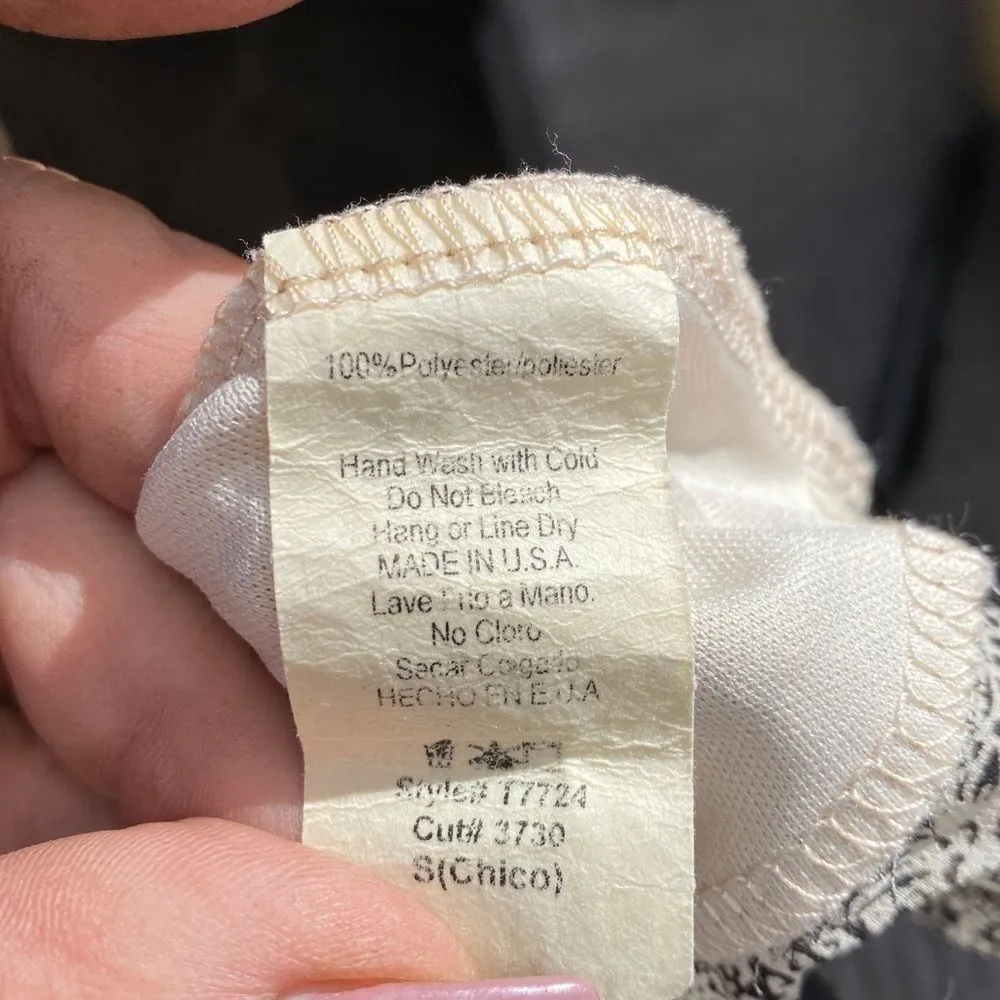 100%Polyester/poliester
Hand Wash with Cold
Do Not Bleach
Hang or Line Dry
MADE IN U.S.A.
Lave Frio a Mano.
No Cloro
Secar Colgado
HECHO EN E.U.A
Style# T7724
Cut# 3730
S(Chico)